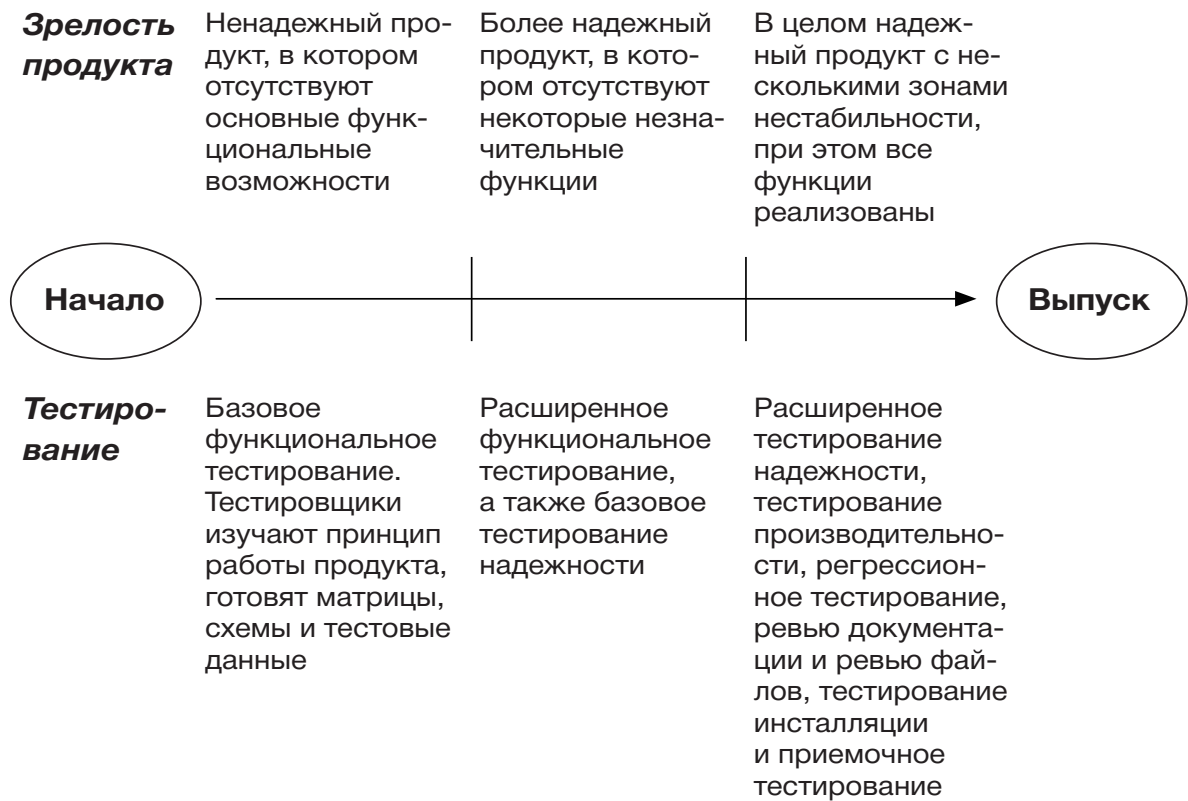 Зрелость
продукта
Ненадежный про-
дукт, в котором
отсутствуют
основные функ-
циональные
возможности
Более надежный
продукт, в кото-
ром отсутствуют
некоторые незна-
чительные
функции
В целом надеж-
ный продукт с не-
сколькими зонами
нестабильности,
при этом все
функции
реализованы
Начало
Выпуск
Тестиро-
вание
Базовое
функциональное
тестирование.
Тестировщики
изучают принцип
работы продукта,
готовят матрицы,
схемы и тестовые
данные
Расширенное
функциональное
тестирование,
а также базовое
тестирование
надежности
Расширенное
тестирование
надежности,
тестирование
производительно-
сти, регрессион-
ное тестирование,
ревью документа-
ции и ревью фай-
лов, тестирование
инсталляции
и приемочное
тестирование